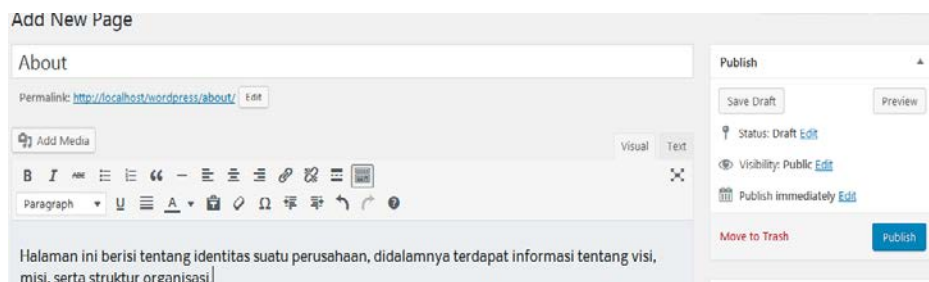 Add New Page
About
Permalink: http://localhost/wordpress/about/ Edit
Add Media
Visual Text
B I ABC
Paragraph U A Ω
Halaman ini berisi tentang identitas suatu perusahaan, didalamnya terdapat informasi tentang visi,
misi, serta struktur organisasi
Publish
Save Draft Preview
Status: Draft Edit
Visibility: Public Edit
Publish immediately Edit
Move to Trash Publish